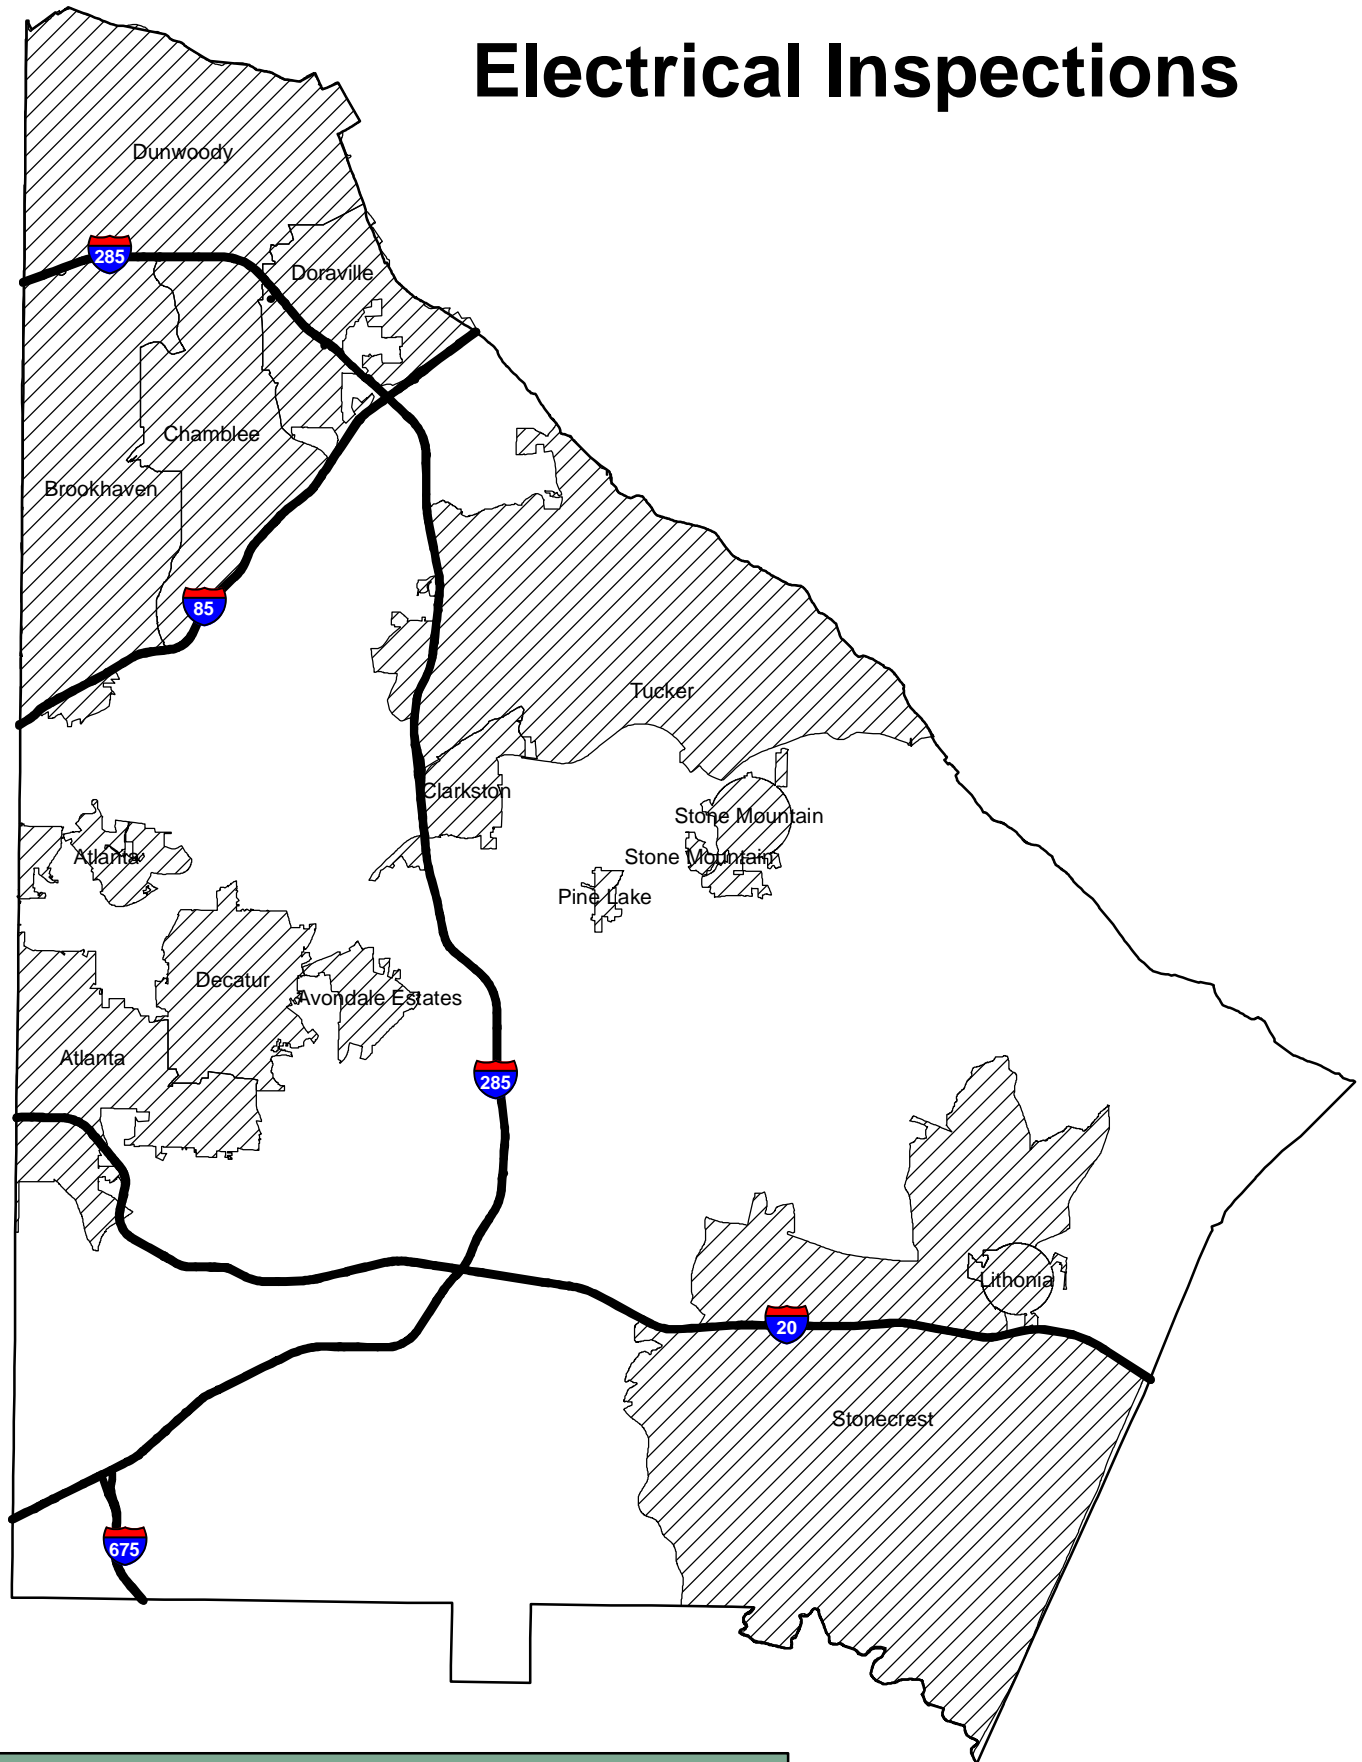 Electrical Inspections
Dunwoody
285
Doraville
Chamblee
Brookhaven
85
Tucker
Clarkston
Stone Mountain
Atlanta
Stone Mountain
Pine Lake
Decatur
Avondale Estates
Atlanta
285
Lithonia
20
Stonecrest
675